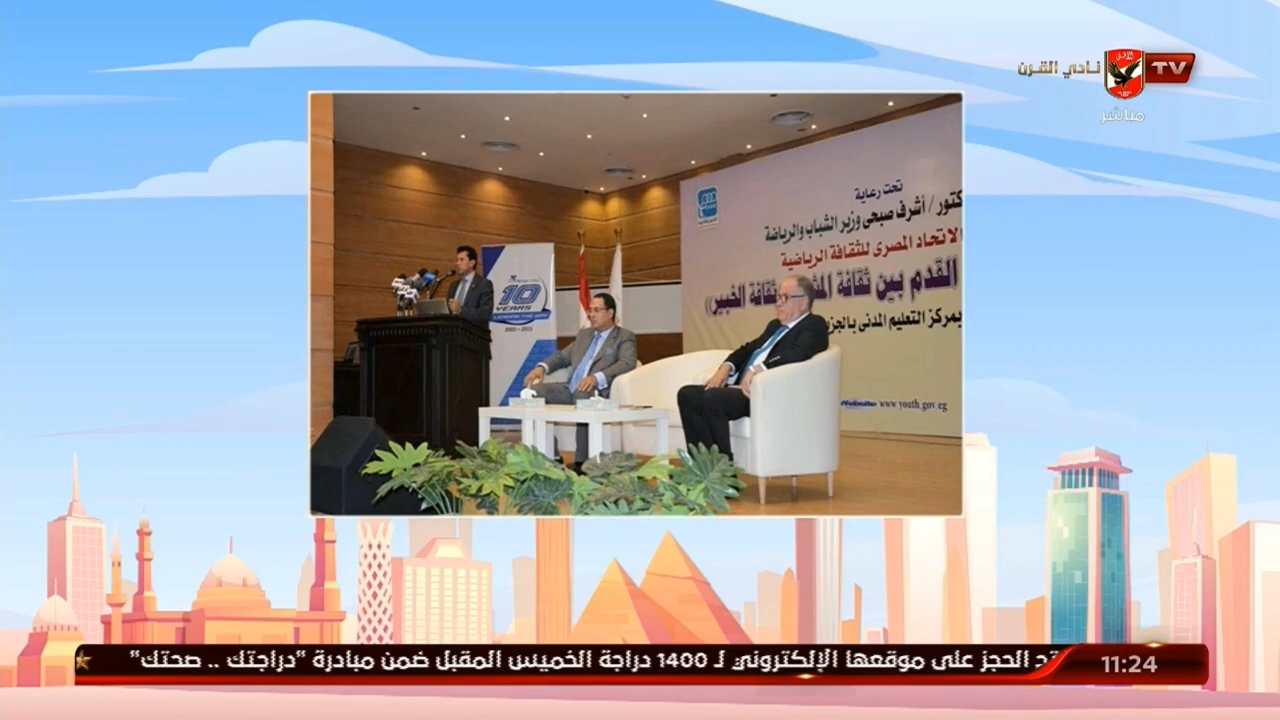 نادي القرن
TV
مباشر
تحت رعاية
أشرف صبحى وزير الشباب والرياضة
الاتحاد المصرى للثقافة الرياضية
القدم بين ثقافة
ثقافة الخبير))
بمركز التعليم المدنى
www.youth.gov.eg
10
YEARS
الحجز على موقعها الإلكتروني لـ 1400 دراجة الخميس المقبل ضمن مبادرة "دراجتك .. صحتك"
11:24